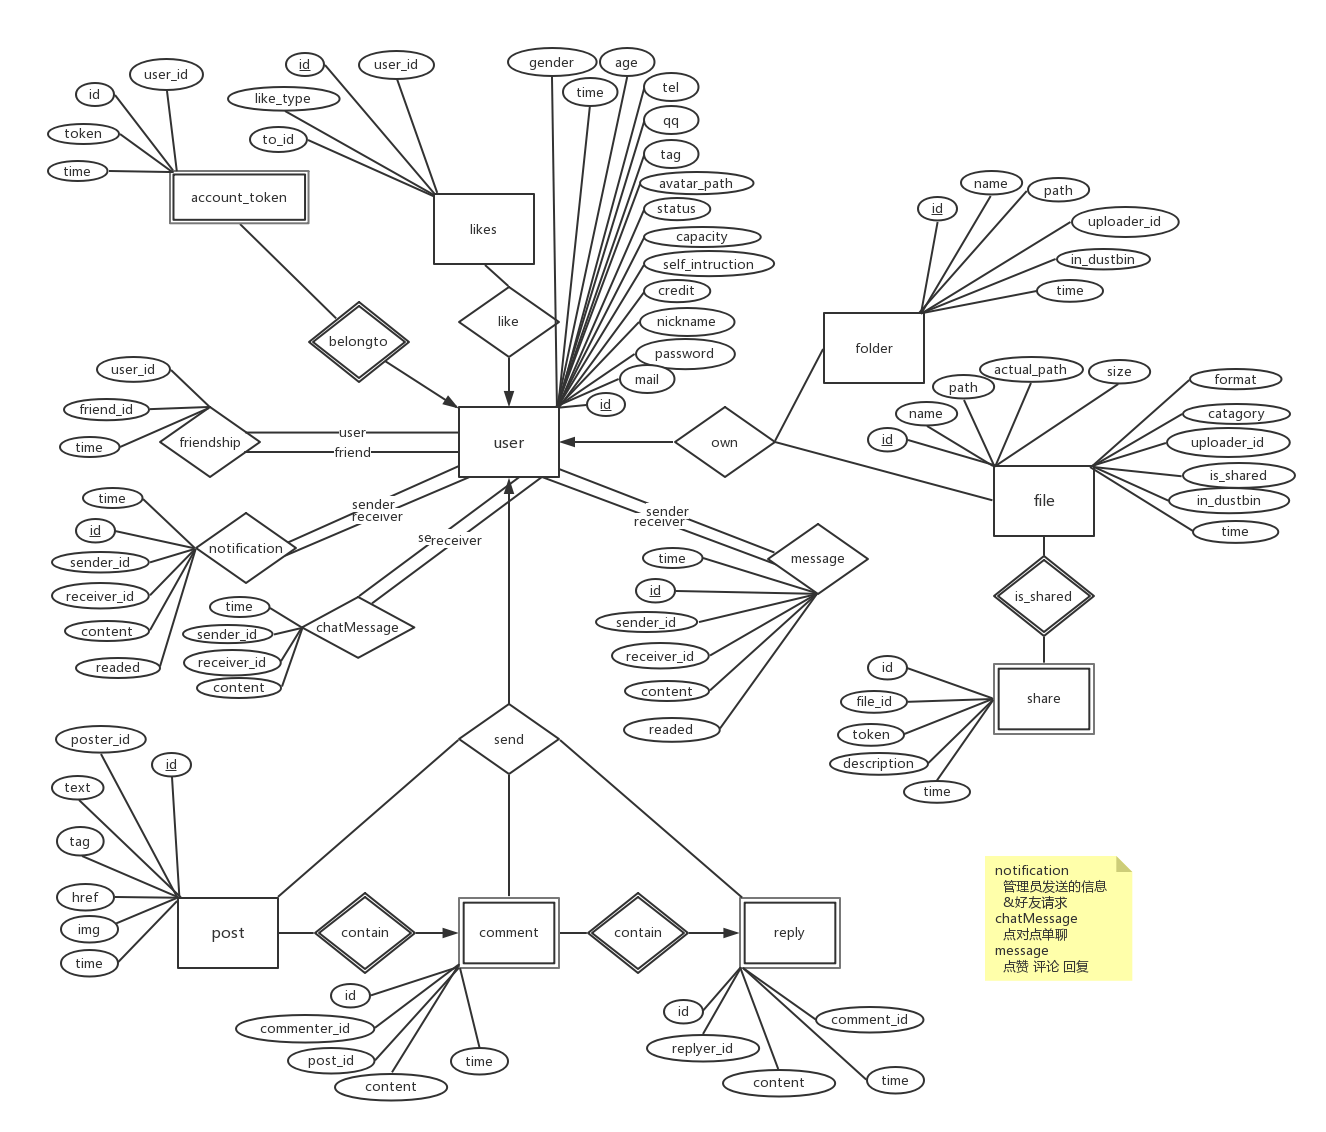 gender
age
id
user_id
time
user_id
tel
id
like_type
qq
token
to_id
tag
time
avatar_path
name
path
account_token
status
id
likes
uploader_id
capacity
in_dustbin
self_intruction
credit
time
like
nickname
belongto
folder
password
user_id
actual_path
size
mail
format
path
friend_id
id
name
catagory
user
time
friendship
user
own
id
uploader_id
friend
is_shared
time
file
in_dustbin
sender
sender
receiver
receiver
id
time
se
receiver
notification
sender_id
time
message
id
receiver_id
is_shared
time
content
sender_id
chatMessage
sender_id
receiver_id
receiver_id
readed
id
content
content
share
file_id
readed
token
poster_id
send
id
description
text
time
tag
notification
管理员发送的信息
&好友请求
chatMessage
点对点单聊
message
点赞 评论 回复
href
img
post
contain
comment
contain
reply
time
id
id
comment_id
commenter_id
replyer_id
post_id
time
content
content
time